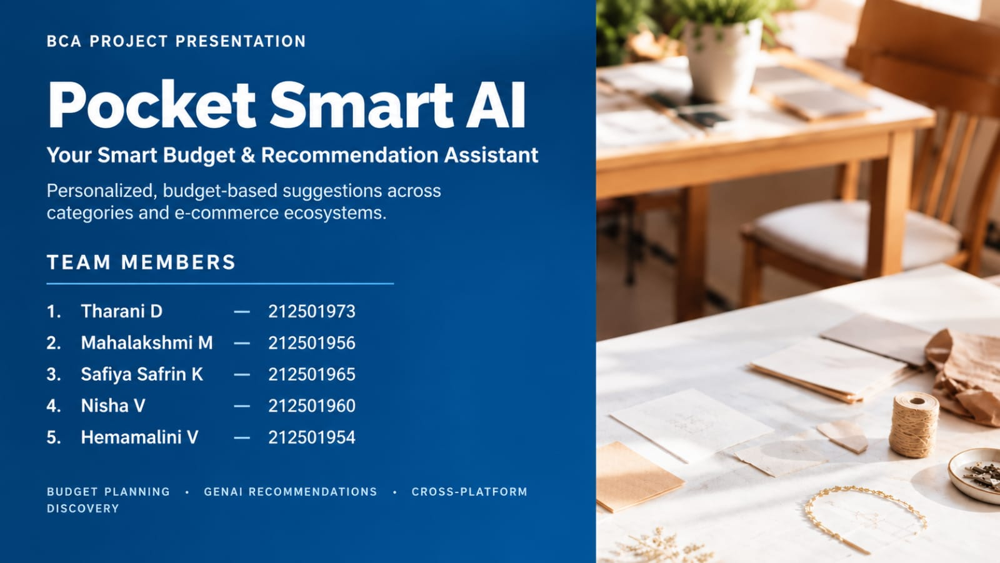 BCA PROJECT PRESENTATION
Pocket Smart AI
Your Smart Budget & Recommendation Assistant
Personalized, budget-based suggestions across
categories and e-commerce ecosystems.
TEAM MEMBERS
1. Tharani D — 212501973
2. Mahalakshmi M — 212501956
3. Safiya Safrin K — 212501965
4. Nisha V — 212501960
5. Hemamalini V — 212501954
BUDGET PLANNING • GENAI RECOMMENDATIONS • CROSS-PLATFORM
DISCOVERY